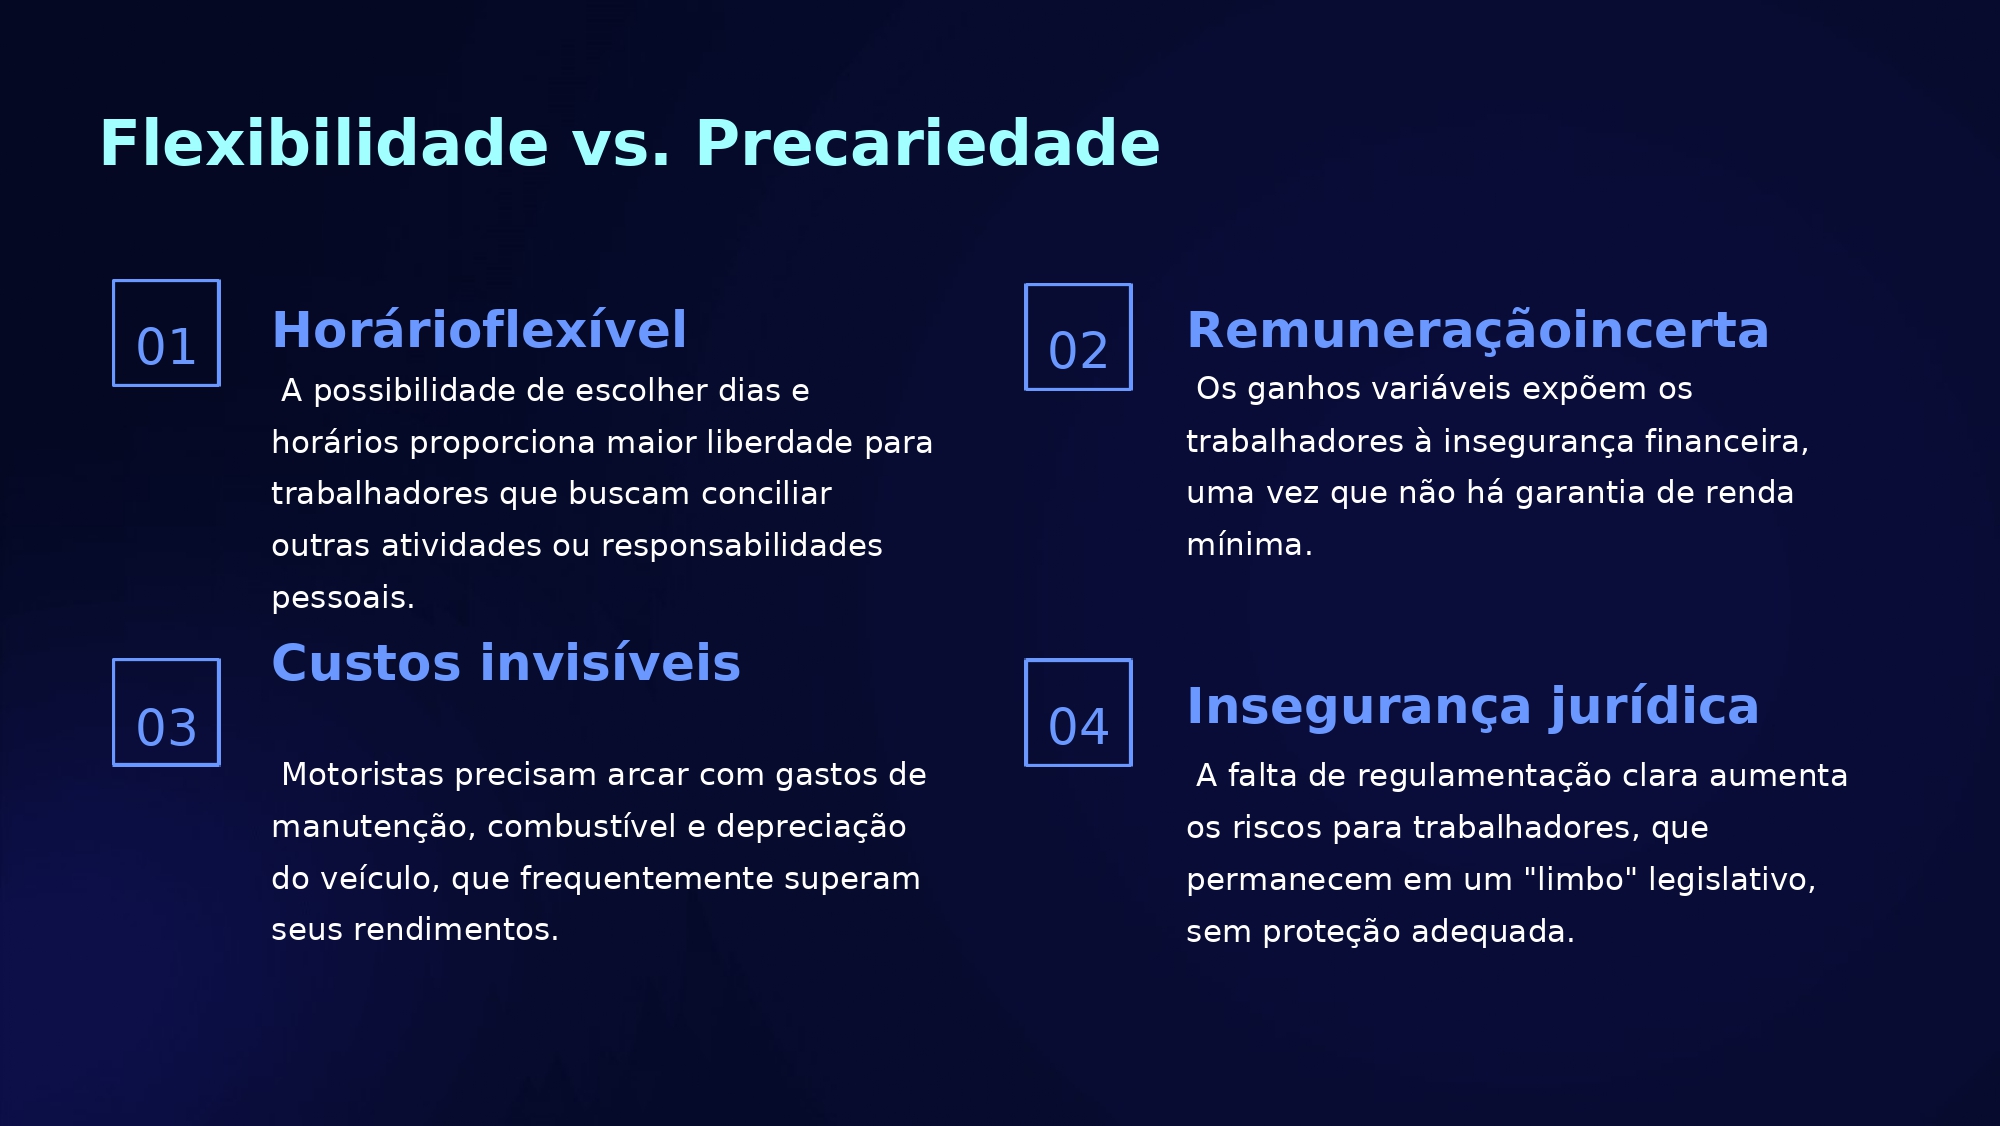 Flexibilidade vs. Precariedade
01
Horárioflexível
A possibilidade de escolher dias e
horários proporciona maior liberdade para
trabalhadores que buscam conciliar
outras atividades ou responsabilidades
pessoais.
02
Remuneraçãoincerta
Os ganhos variáveis expõem os
trabalhadores à insegurança financeira,
uma vez que não há garantia de renda
mínima.
03
Custos invisíveis
Motoristas precisam arcar com gastos de
manutenção, combustível e depreciação
do veículo, que frequentemente superam
seus rendimentos.
04
Insegurança jurídica
A falta de regulamentação clara aumenta
os riscos para trabalhadores, que
permanecem em um "limbo" legislativo,
sem proteção adequada.